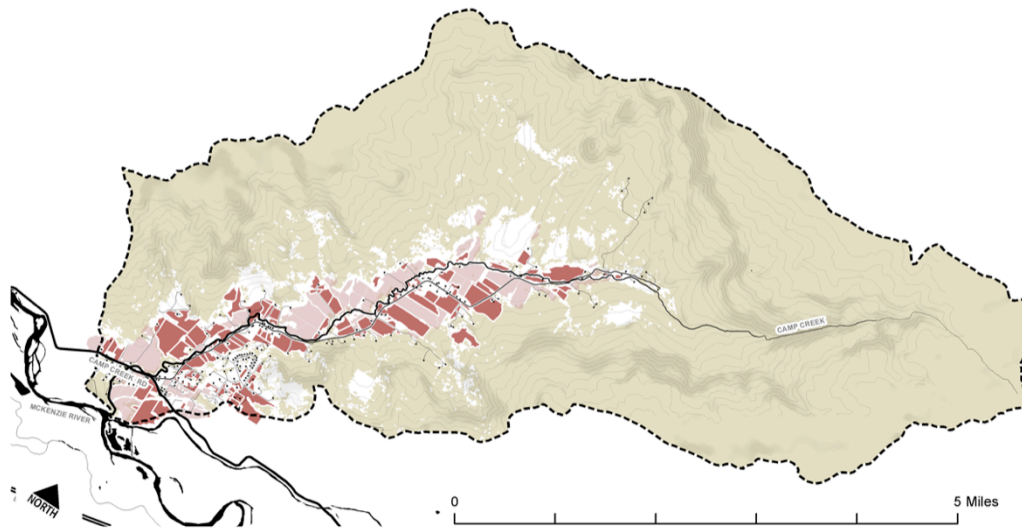 CAMP CREEK
CAMP CREEK RD
MCKENZIE RIVER
NORTH
0
5 Miles